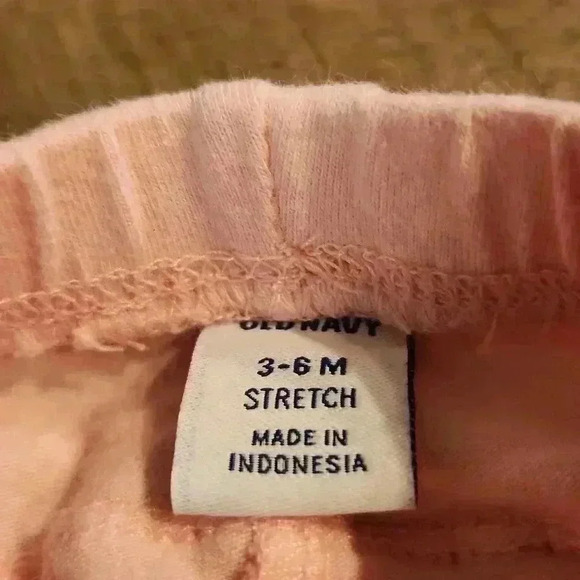 OLD NAVY
3-6 M
STRETCH
MADE IN
INDONESIA